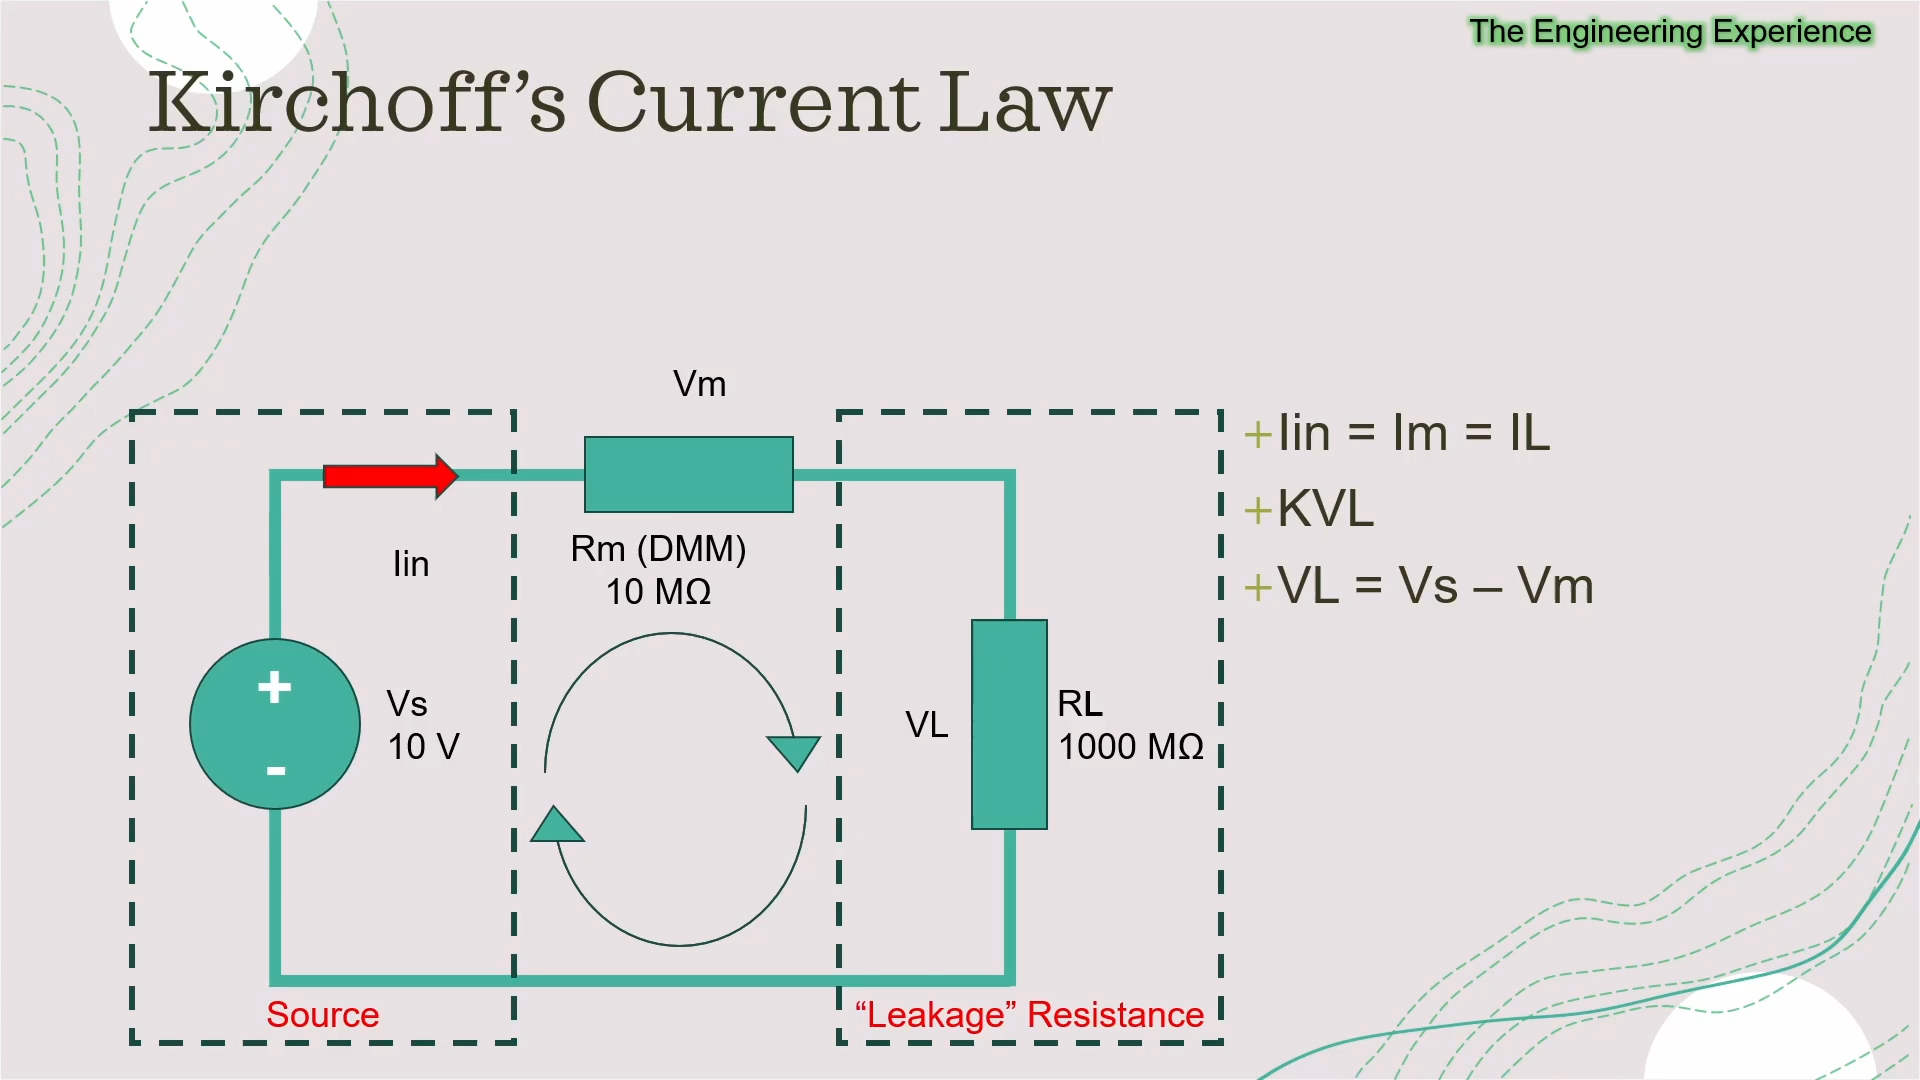 The Engineering Experience
Kirchoff’s Current Law
Vm
Iin
Rm (DMM)
10 MΩ
+
-
Vs
10 V
VL
RL
1000 MΩ
Source
“Leakage” Resistance
+Iin = Im = IL
+KVL
+VL = Vs – Vm